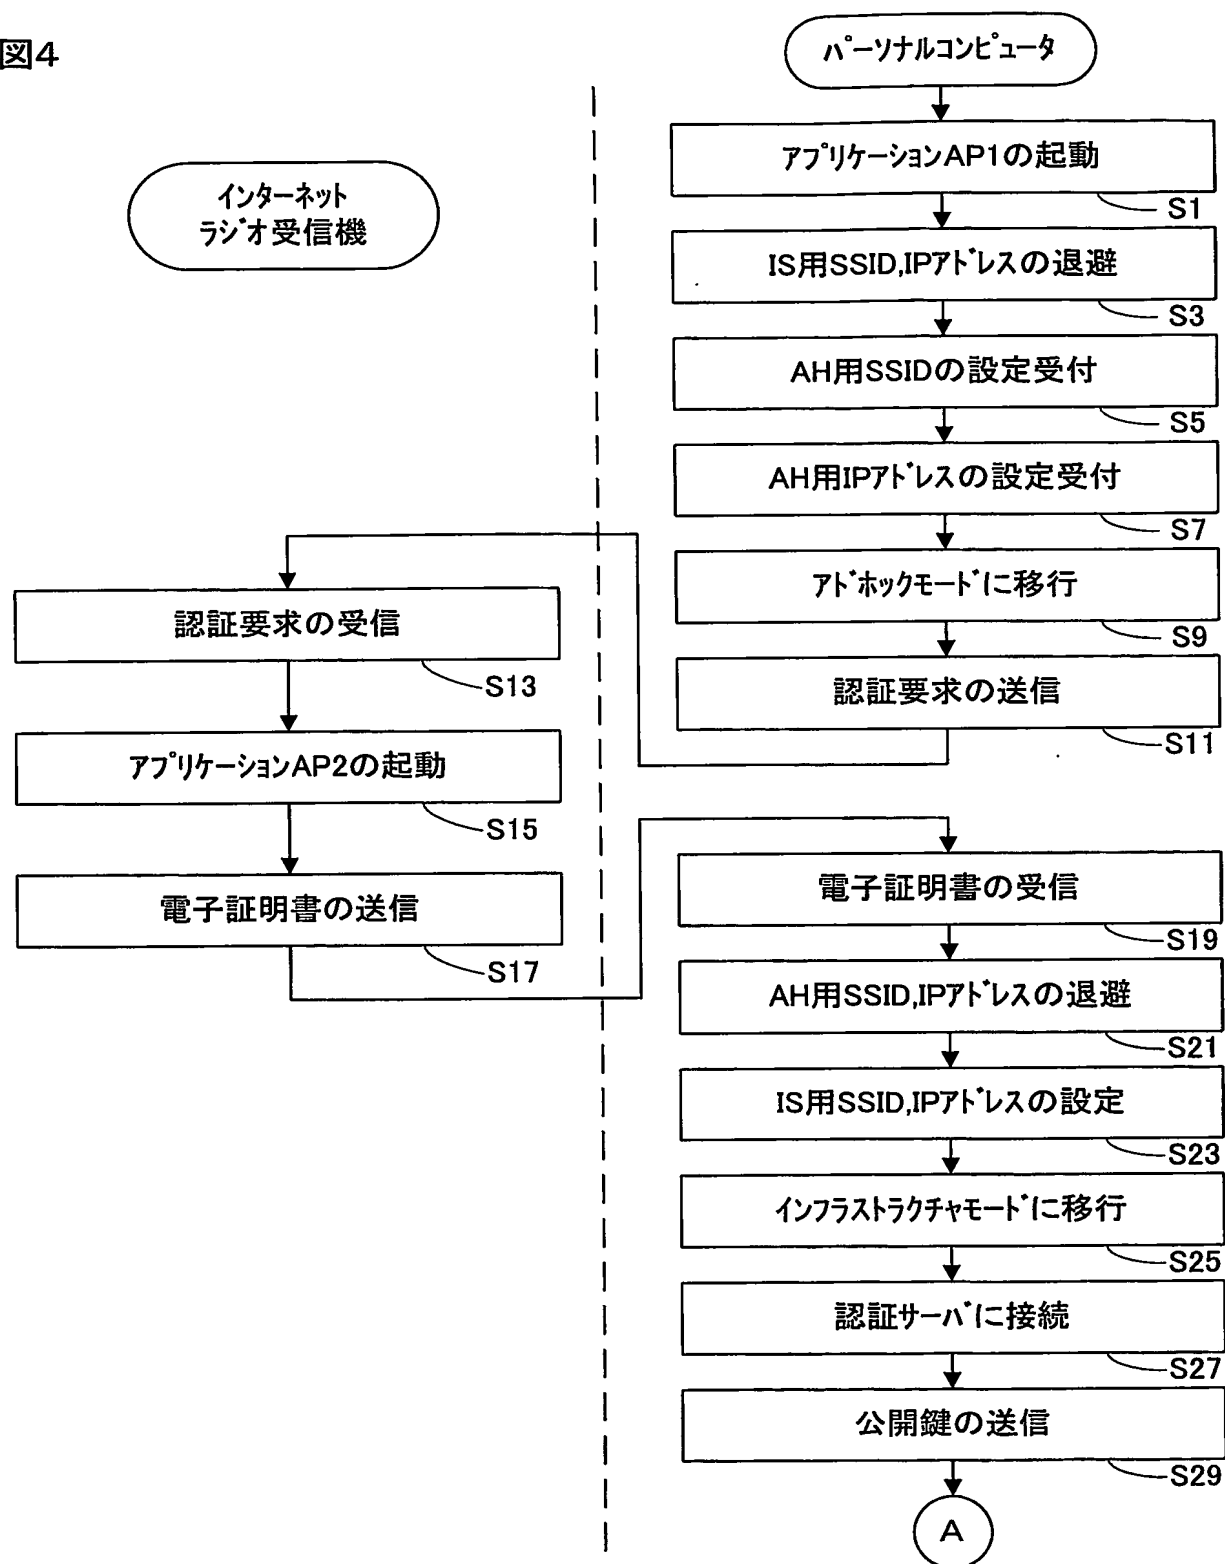 図4
パーソナルコンピュータ
アプリケーションAP1の起動
S1
IS用SSID,IPアドレスの退避
S3
AH用SSIDの設定受付
S5
AH用IPアドレスの設定受付
S7
アドホックモードに移行
S9
認証要求の送信
S11
インターネット
ラジオ受信機
認証要求の受信
S13
アプリケーションAP2の起動
S15
電子証明書の送信
S17
電子証明書の受信
S19
AH用SSID,IPアドレスの退避
S21
IS用SSID,IPアドレスの設定
S23
インフラストラクチャモードに移行
S25
認証サーバに接続
S27
公開鍵の送信
S29
A